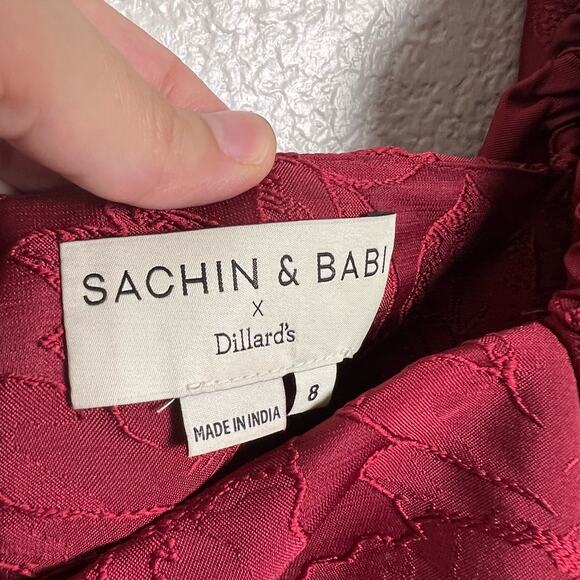 SACHIN & BABI
X
Dillard's
8
MADE IN INDIA